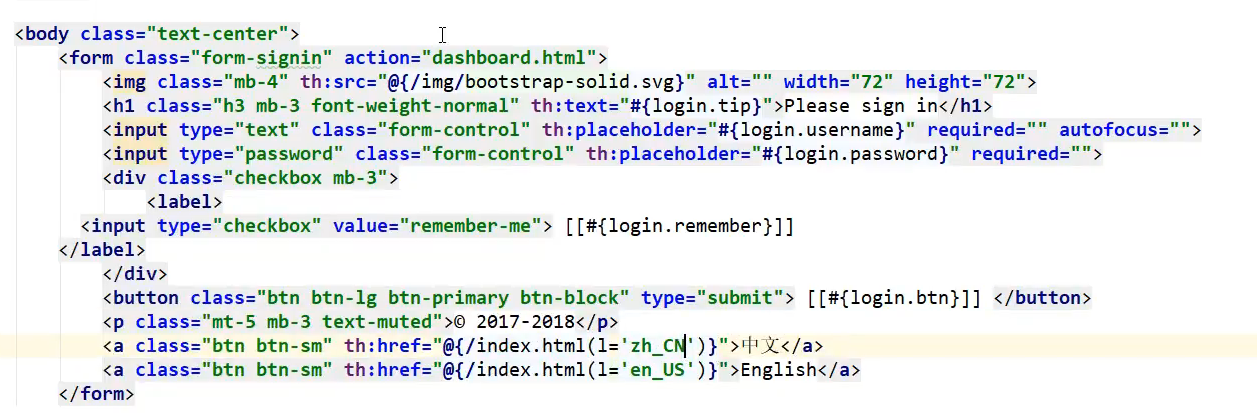 <body class="text-center">
<form class="form-signin" action="dashboard.html">
<img class="mb-4" th:src="@{/img/bootstrap-solid.svg}" alt="" width="72" height="72">
<h1 class="h3 mb-3 font-weight-normal" th:text="#{login.tip}">Please sign in</h1>
<input type="text" class="form-control" th:placeholder="#{login.username}" required="" autofocus="">
<input type="password" class="form-control" th:placeholder="#{login.password}" required="">
<div class="checkbox mb-3">
<label>
<input type="checkbox" value="remember-me"> [[#{login.remember}]]
</label>
</div>
<button class="btn btn-lg btn-primary btn-block" type="submit"> [[#{login.btn}]] </button>
<p class="mt-5 mb-3 text-muted">© 2017-2018</p>
<a class="btn btn-sm" th:href="@{/index.html(l='zh_CN')}">中文</a>
<a class="btn btn-sm" th:href="@{/index.html(l='en_US')}">English</a>
</form>